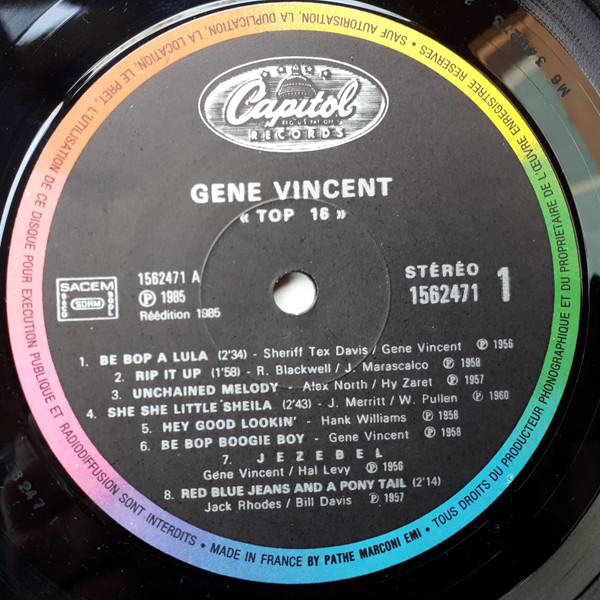 Capitol
RECORDS
GENE VINCENT
« TOP 16 »
SACEM
SACD SDRM SGDL
1562471 A
Ⓟ 1985
Réédition 1985
STÉRÉO
1562471 1
1. BE BOP A LULA (2'34) - Sheriff Tex Davis / Gene Vincent Ⓟ 1956
2. RIP IT UP (1'58) - R. Blackwell / J. Marascalco Ⓟ 1958
3. UNCHAINED MELODY - Alex North / Hy Zaret Ⓟ 1957
4. SHE SHE LITTLE SHEILA (2'43) - J. Merritt / W. Pullen Ⓟ 1960
5. HEY GOOD LOOKIN' - Hank Williams Ⓟ 1958
6. BE BOP BOOGIE BOY - Gene Vincent Ⓟ 1958
7. JEZEBEL
Gene Vincent / Hal Levy Ⓟ 1956
8. RED BLUE JEANS AND A PONY TAIL (2'14)
Jack Rhodes / Bill Davis Ⓟ 1957
• TOUS DROITS DU PRODUCTEUR PHONOGRAPHIQUE ET DU PROPRIETAIRE DE L'ŒUVRE ENREGISTREE RESERVES • SAUF AUTORISATION, LA DUPLICATION, LA LOCATION, LE PRET, L'UTILISATION DE CE DISQUE POUR EXECUTION PUBLIQUE ET RADIODIFFUSION SONT INTERDITS • MADE IN FRANCE BY PATHE MARCONI EMI